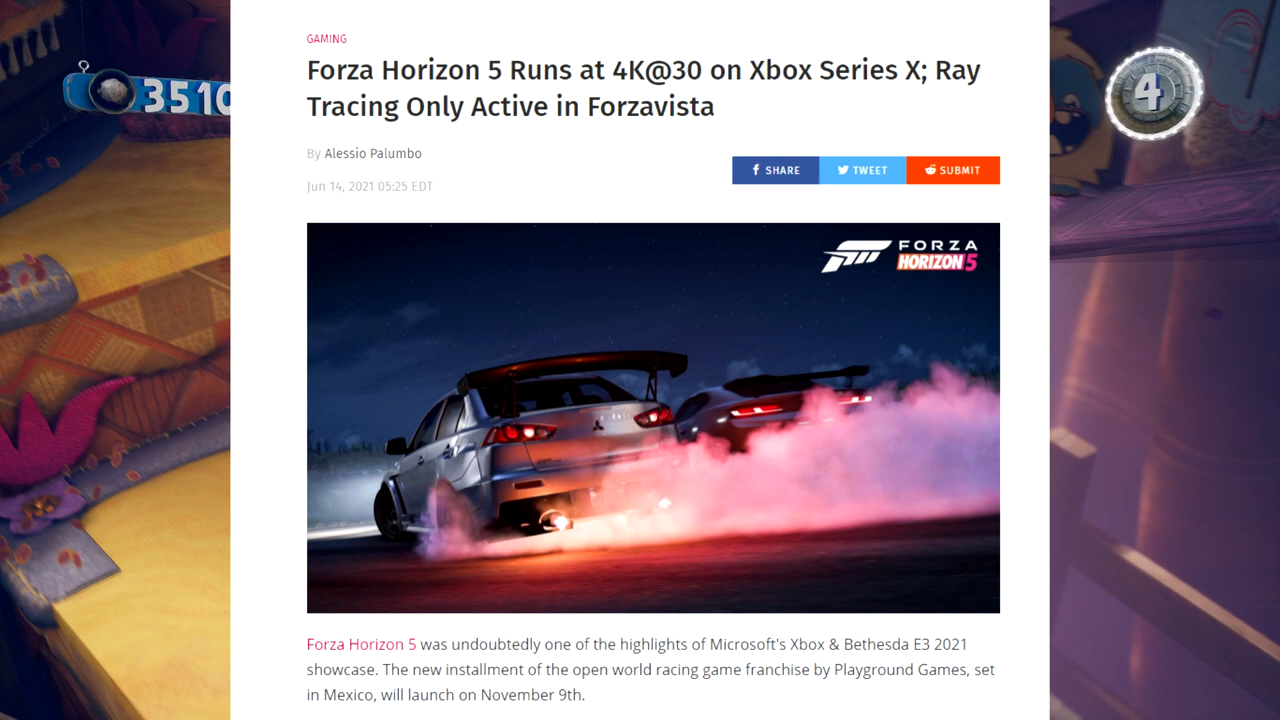 GAMING
Forza Horizon 5 Runs at 4K@30 on Xbox Series X; Ray
Tracing Only Active in Forzavista
By Alessio Palumbo
Jun 14, 2021 05:25 EDT
SHARE
TWEET
SUBMIT
3510
4
FORZA
HORIZON 5
Forza Horizon 5 was undoubtedly one of the highlights of Microsoft's Xbox & Bethesda E3 2021
showcase. The new installment of the open world racing game franchise by Playground Games, set
in Mexico, will launch on November 9th.